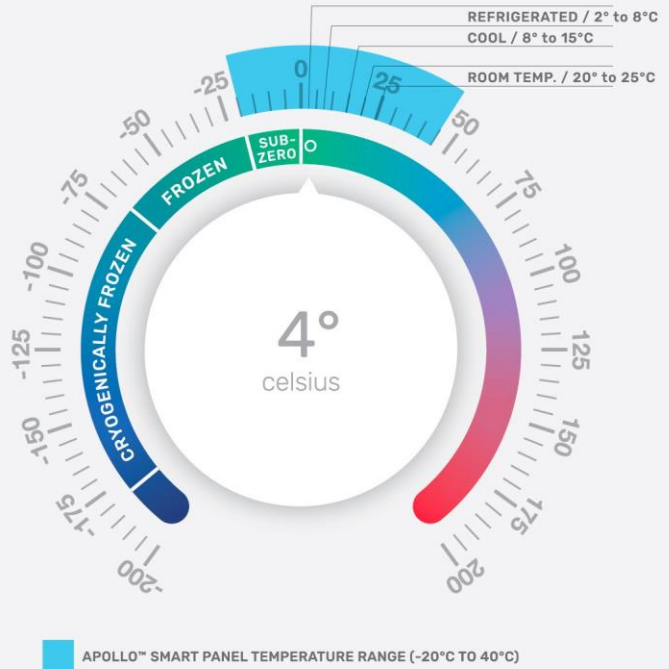 REFRIGERATED / 2° to 8°C
COOL / 8° to 15°C
ROOM TEMP. / 20° to 25°C
0
-25
25
-50
50
-75
75
-100
100
-125
125
-150
150
-175
175
-200
200
SUB-
ZERO
FROZEN
CRYOGENICALLY FROZEN
4°
celsius
APOLLO™ SMART PANEL TEMPERATURE RANGE (-20°C TO 40°C)